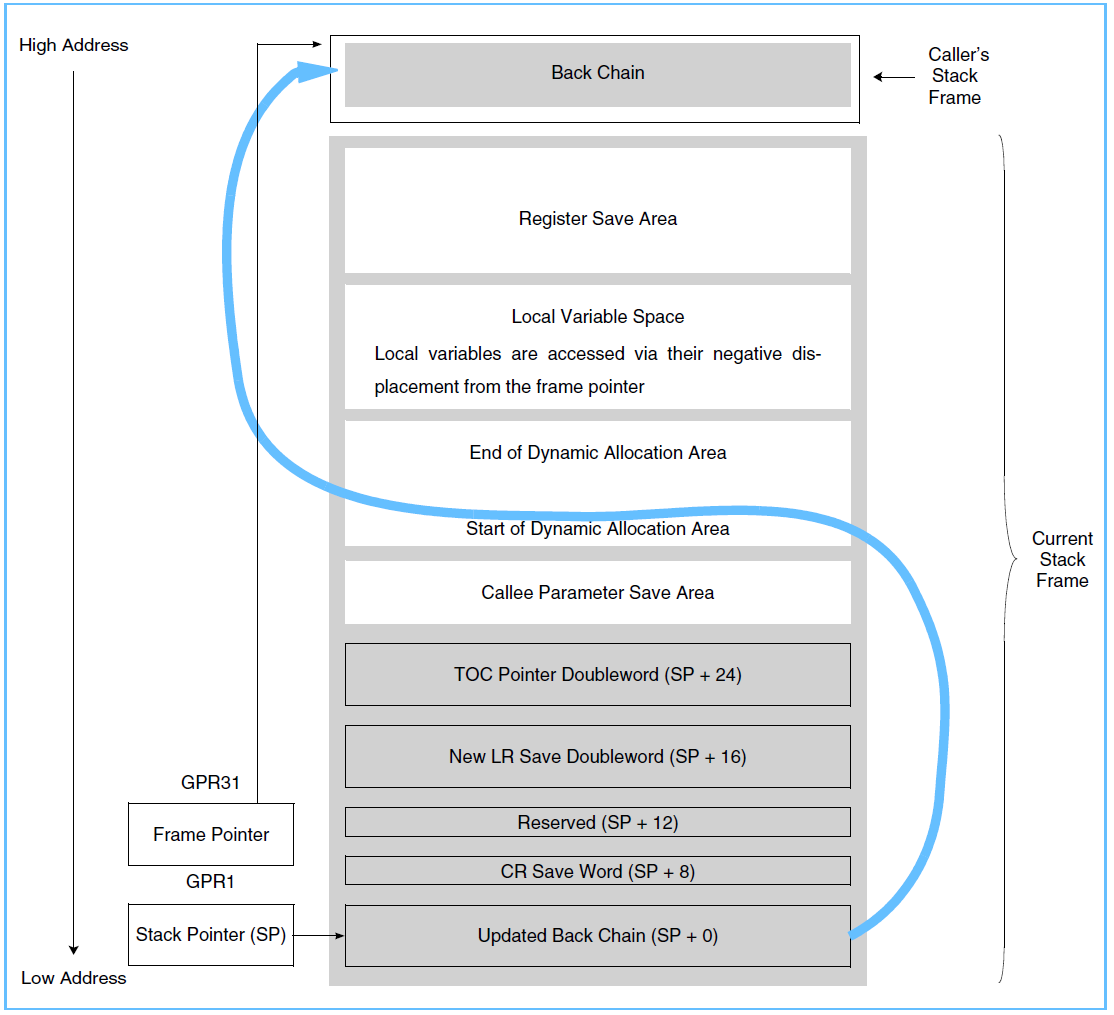 High Address
Back Chain
Caller's
Stack
Frame
Register Save Area
Local Variable Space
Local variables are accessed via their negative dis-
placement from the frame pointer
End of Dynamic Allocation Area
Start of Dynamic Allocation Area
Current
Stack
Frame
Callee Parameter Save Area
TOC Pointer Doubleword (SP + 24)
New LR Save Doubleword (SP + 16)
GPR31
Reserved (SP + 12)
Frame Pointer
CR Save Word (SP + 8)
GPR1
Stack Pointer (SP)
Updated Back Chain (SP + 0)
Low Address